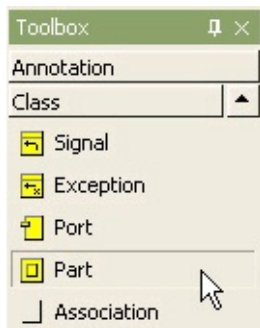 Toolbox
Annotation
Class
Signal
Exception
Port
Part
Association